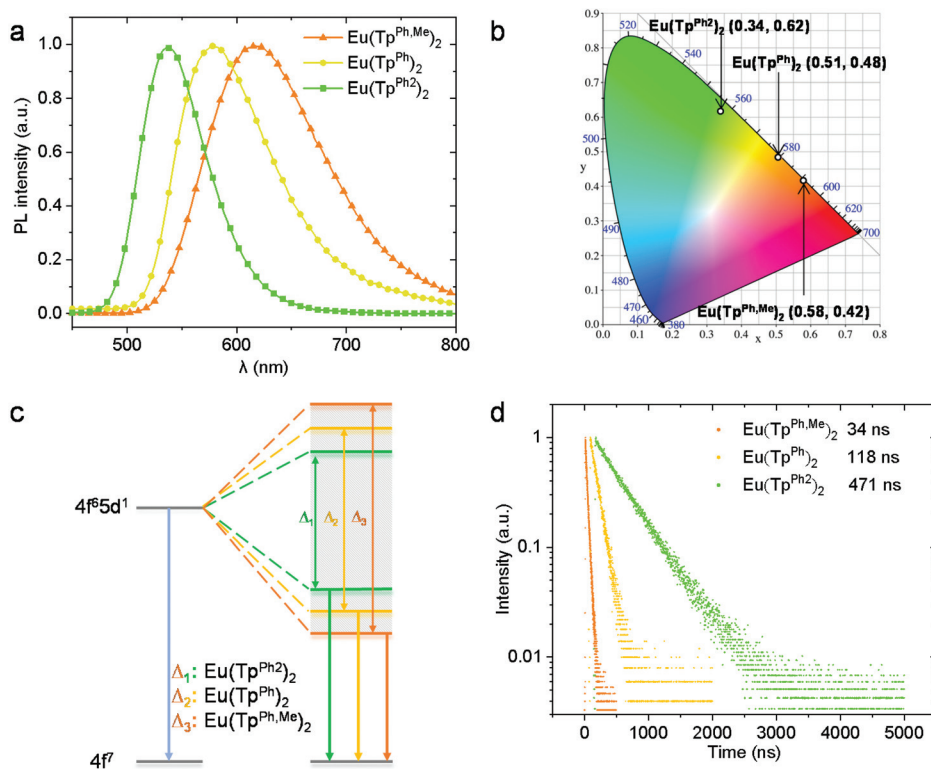 a
PL intensity (a.u.)
1.0
0.8
0.6
0.4
0.2
0.0
500
600
700
800
λ (nm)
Eu(Tp^Ph,Me)₂
Eu(Tp^Ph)₂
Eu(Tp^Ph2)₂
b
Eu(Tp^Ph2)₂ (0.34, 0.62)
Eu(Tp^Ph)₂ (0.51, 0.48)
Eu(Tp^Ph,Me)₂ (0.58, 0.42)
y
0.9
0.8
0.7
0.6
0.5
0.4
0.3
0.2
0.1
0.0
0.0 0.1 0.2 0.3 0.4 0.5 0.6 0.7 0.8
x
520
540
560
580
600
620
700
500
490
480
470
460
380
c
4f⁶5d¹
Δ₁ Δ₂ Δ₃
Δ₁: Eu(Tp^Ph2)₂
Δ₂: Eu(Tp^Ph)₂
Δ₃: Eu(Tp^Ph,Me)₂
4f⁷
d
Intensity (a.u.)
1
0.1
0.01
Eu(Tp^Ph,Me)₂ 34 ns
Eu(Tp^Ph)₂ 118 ns
Eu(Tp^Ph2)₂ 471 ns
0 1000 2000 3000 4000 5000
Time (ns)